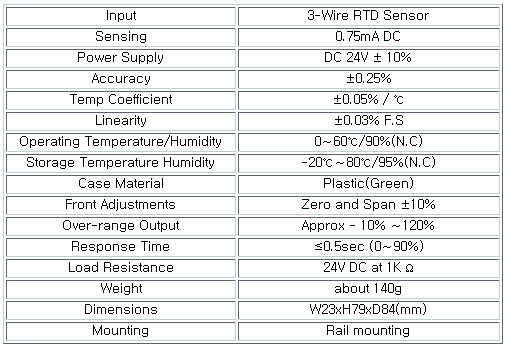 Input 3-Wire RTD Sensor
Sensing 0.75mA DC
Power Supply DC 24V ± 10%
Accuracy ±0.25%
Temp Coefficient ±0.05% / ℃
Linearity ±0.03% F.S
Operating Temperature/Humidity 0~60℃/90%(N.C)
Storage Temperature Humidity -20℃~80℃/95%(N.C)
Case Material Plastic(Green)
Front Adjustments Zero and Span ±10%
Over-range Output Approx - 10% ~120%
Response Time ≤0.5sec (0~90%)
Load Resistance 24V DC at 1K Ω
Weight about 140g
Dimensions W23xH79xD84(mm)
Mounting Rail mounting